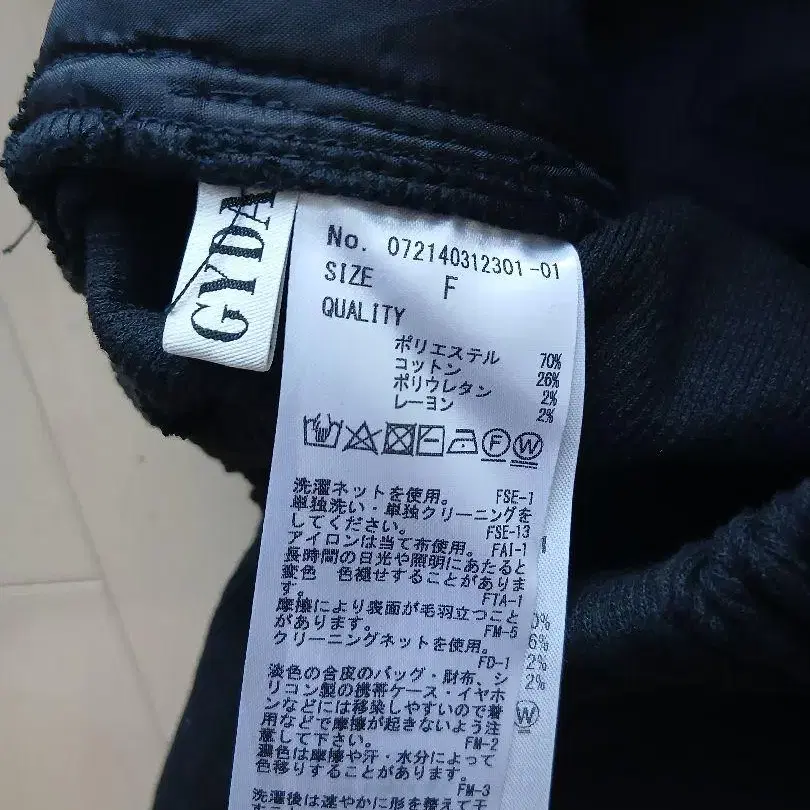 GYDA
No. 072140312301-01
SIZE F
QUALITY
ポリエステル 70%
コットン 26%
ポリウレタン 2%
レーヨン 2%
F W
洗濯ネットを使用。 FSE-1
単独洗い・単独クリーニングを
してください。 FSE-13
アイロンは当て布使用。 FAI-1
長時間の日光や照明にあたると
変色 色褪せすることがありま
す。 FTA-1
摩擦により表面が毛羽立つこと
があります。 FM-5
クリーニングネットを使用。
FD-1
淡色の合皮のバッグ・財布、シ
リコン製の携帯ケース・イヤホ
ンなどには移染しやすいので着
用などで摩擦が起きないよう注
意して下さい。 FM-2
濃色は摩擦や汗・水分によって
色移りすることがあります。
FM-3
洗濯後は速やかに形を整えて干
0%
6%
2%
2%
W